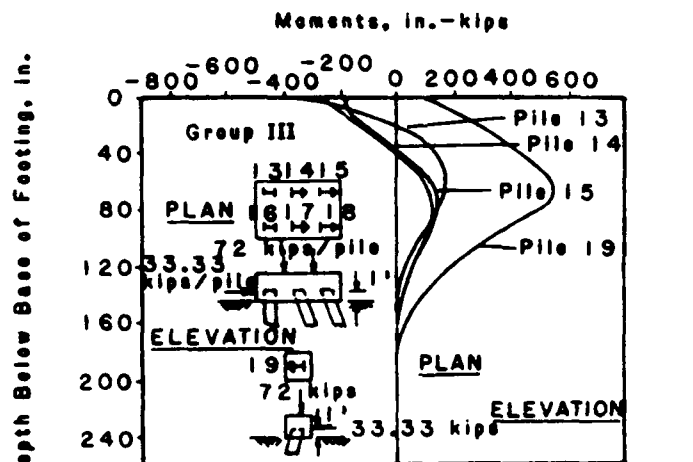 Moments, in.-kips
-800 -600 -400 -200 0 200 400 600
epth Below Base of Footing, in.
0
40
80
120
160
200
240
Group III
Pile 13
Pile 14
Pile 15
Pile 19
13 14 15
PLAN
16 17 18
72 kips/pile
33.33
kips/pile
1'
ELEVATION
19
72 kips
1'
33.33 kips
PLAN
ELEVATION